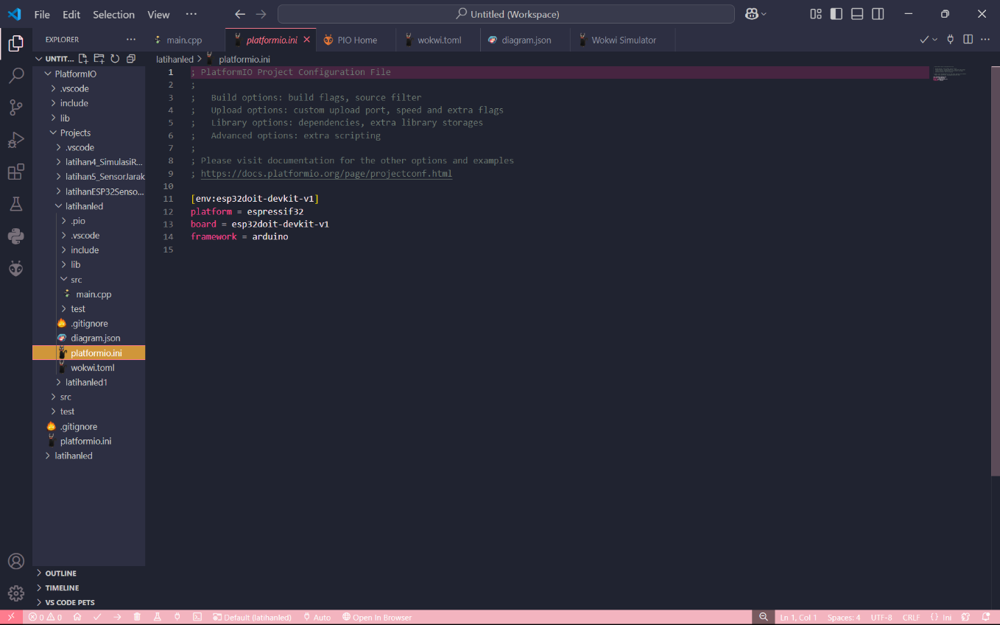 File Edit Selection View ··· Untitled (Workspace)
EXPLORER ···
main.cpp
platformio.ini
PIO Home
wokwi.toml
diagram.json
Wokwi Simulator
UNTIT...
PlatformIO
.vscode
include
lib
Projects
.vscode
latihan4_SimulasiR...
latihan5_SensorJarak
latihanESP32Senso...
latihanled
.pio
.vscode
include
lib
src
main.cpp
test
.gitignore
diagram.json
platformio.ini
wokwi.toml
latihanled1
src
test
.gitignore
platformio.ini
latihanled
OUTLINE
TIMELINE
VS CODE PETS
latihanled > platformio.ini
1 ; PlatformIO Project Configuration File
2 ;
3 ;   Build options: build flags, source filter
4 ;   Upload options: custom upload port, speed and extra flags
5 ;   Library options: dependencies, extra library storages
6 ;   Advanced options: extra scripting
7 ;
8 ; Please visit documentation for the other options and examples
9 ; https://docs.platformio.org/page/projectconf.html
10
11 [env:esp32doit-devkit-v1]
12 platform = espressif32
13 board = esp32doit-devkit-v1
14 framework = arduino
15
0 0 Default (latihanled) Auto Open In Browser Ln 1, Col 1 Spaces: 4 UTF-8 CRLF {} Ini